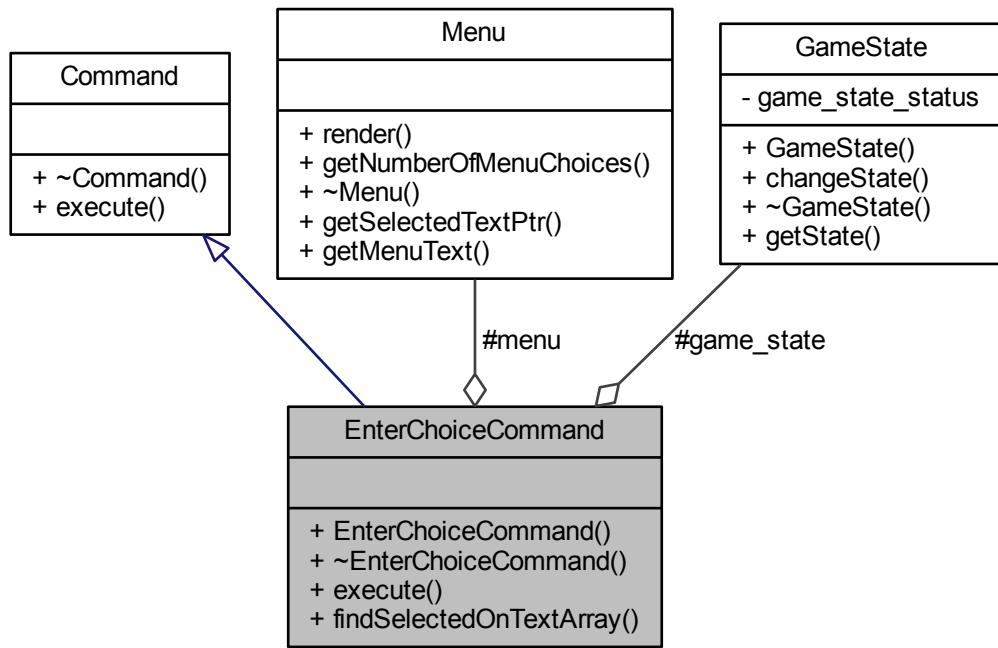 Command
+ ~Command()
+ execute()
Menu
+ render()
+ getNumberOfMenuChoices()
+ ~Menu()
+ getSelectedTextPtr()
+ getMenuText()
GameState
- game_state_status
+ GameState()
+ changeState()
+ ~GameState()
+ getState()
#menu
#game_state
EnterChoiceCommand
+ EnterChoiceCommand()
+ ~EnterChoiceCommand()
+ execute()
+ findSelectedOnTextArray()